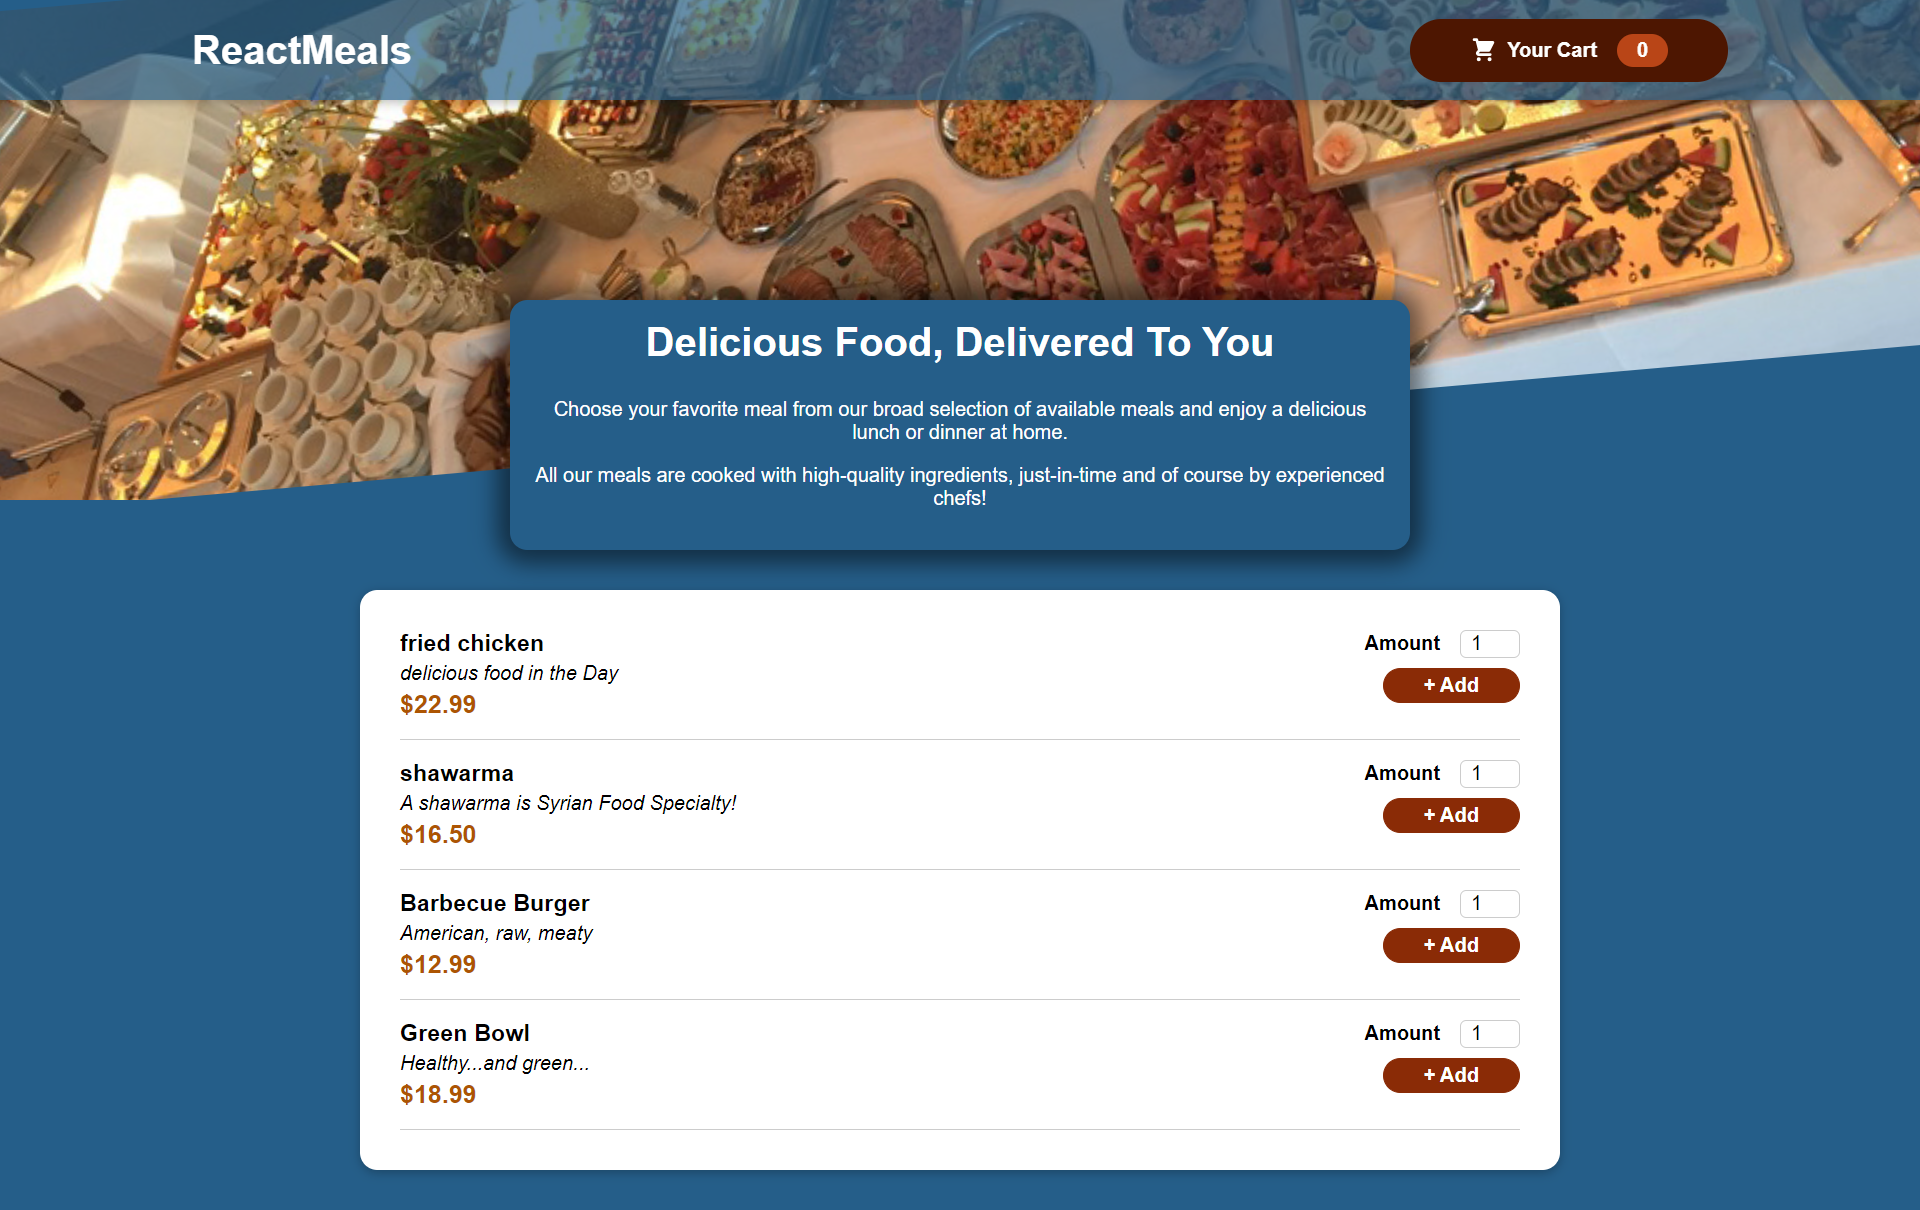 ReactMeals
Your Cart 0
Delicious Food, Delivered To You
Choose your favorite meal from our broad selection of available meals and enjoy a delicious
lunch or dinner at home.
All our meals are cooked with high-quality ingredients, just-in-time and of course by experienced
chefs!
fried chicken
delicious food in the Day
$22.99
Amount 1
+ Add
shawarma
A shawarma is Syrian Food Specialty!
$16.50
Amount 1
+ Add
Barbecue Burger
American, raw, meaty
$12.99
Amount 1
+ Add
Green Bowl
Healthy...and green...
$18.99
Amount 1
+ Add